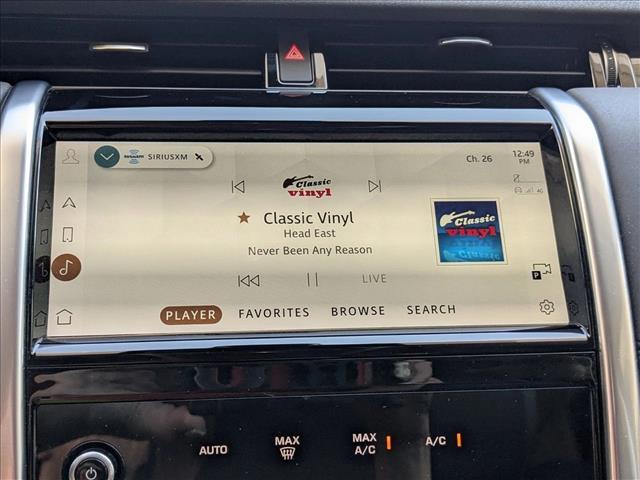 SIRIUSXM
Ch. 26
12:49
PM
Classic
vinyl
Classic Vinyl
Head East
Never Been Any Reason
Classic
vinyl
LIVE
P
PLAYER FAVORITES BROWSE SEARCH
AUTO
MAX
MAX
A/C
A/C